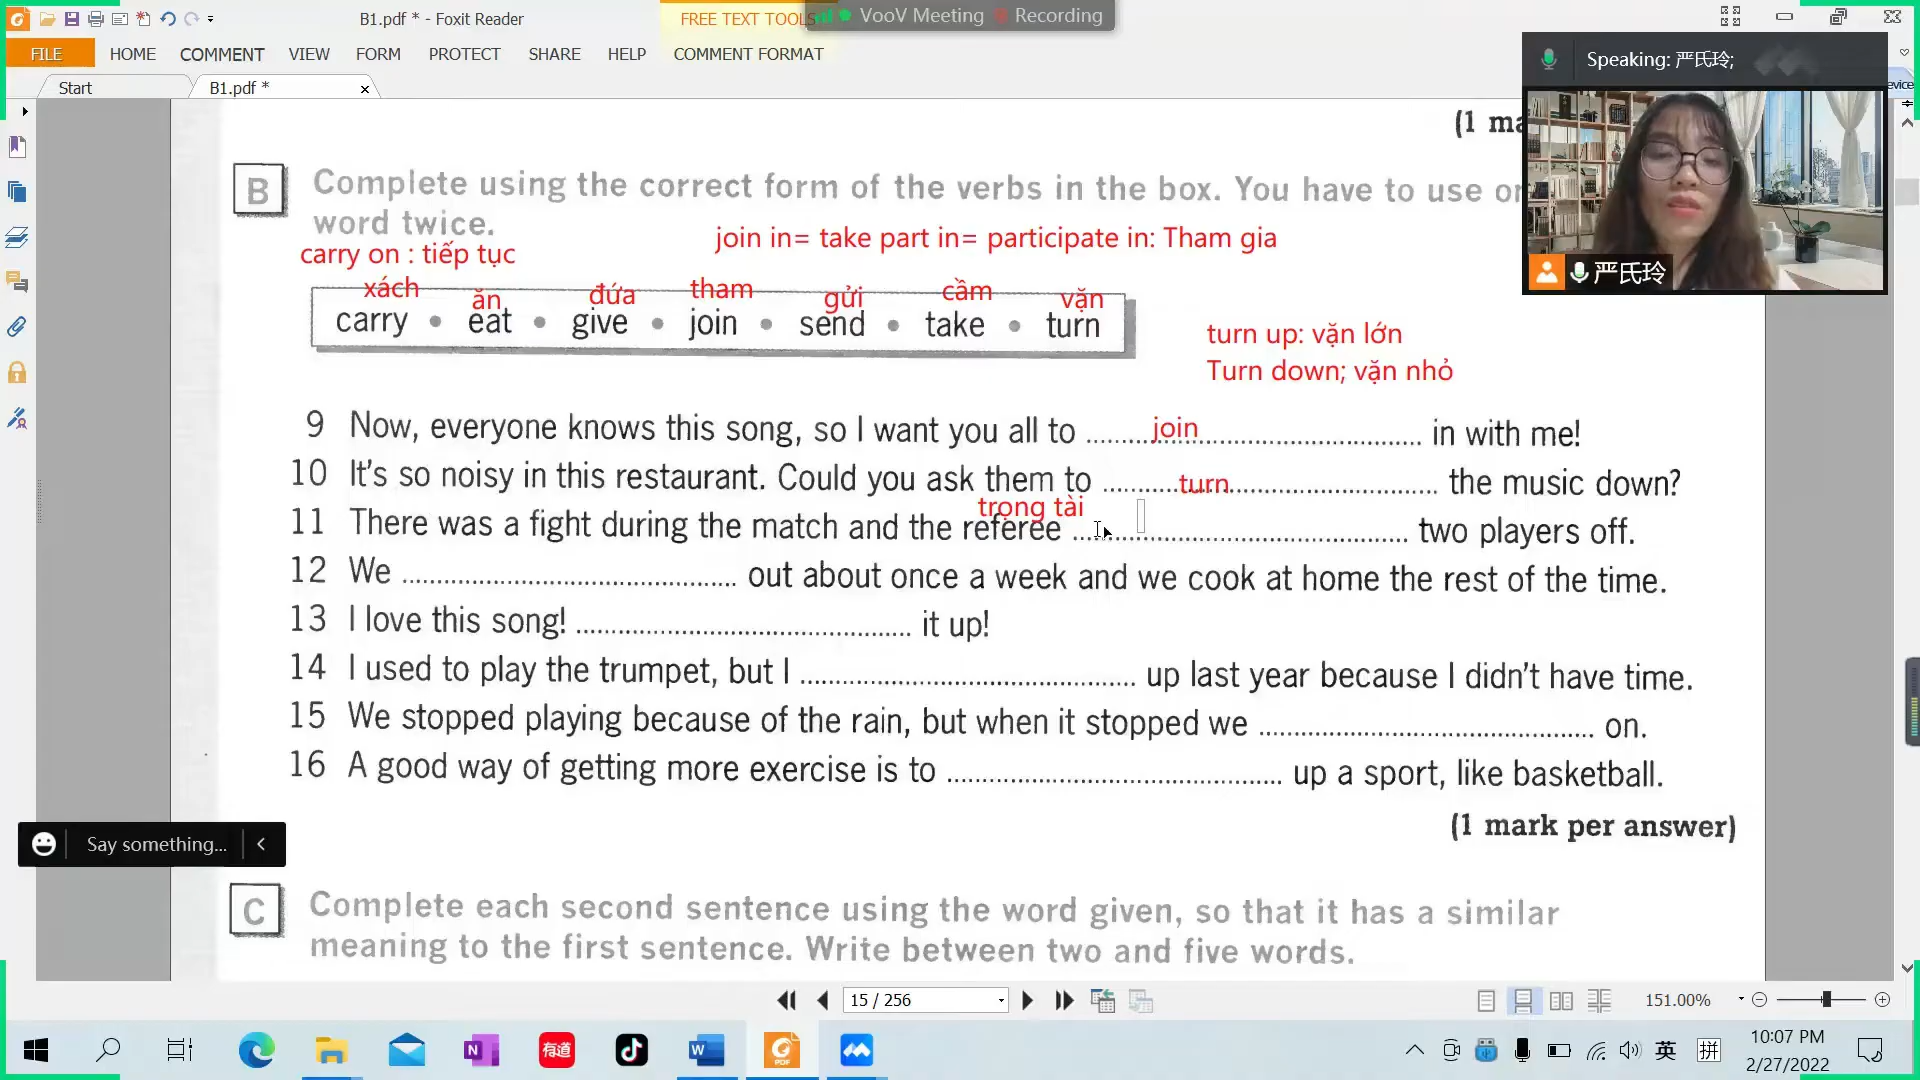 B1.pdf * - Foxit Reader
FREE TEXT TOOLS
VooV Meeting
Recording
FILE
HOME
COMMENT
VIEW
FORM
PROTECT
SHARE
HELP
COMMENT FORMAT
Speaking: 严氏玲;
Start
B1.pdf *
evice
(1 ma
B
Complete using the correct form of the verbs in the box. You have to use on
word twice.
join in= take part in= participate in: Tham gia
carry on : tiếp tục
严氏玲
xách
ăn
đứa
tham
gửi
cầm
vặn
carry • eat • give • join • send • take • turn
turn up: vặn lớn
Turn down; vặn nhỏ
9 Now, everyone knows this song, so I want you all to ........join........ in with me!
10 It's so noisy in this restaurant. Could you ask them to ........turn........ the music down?
trọng tài
11 There was a fight during the match and the referee ................ two players off.
12 We ................ out about once a week and we cook at home the rest of the time.
13 I love this song! ................ it up!
14 I used to play the trumpet, but I ................ up last year because I didn't have time.
15 We stopped playing because of the rain, but when it stopped we ................ on.
16 A good way of getting more exercise is to ................ up a sport, like basketball.
(1 mark per answer)
Say something...
C
Complete each second sentence using the word given, so that it has a similar
meaning to the first sentence. Write between two and five words.
15 / 256
151.00%
有道
英
拼
10:07 PM
2/27/2022